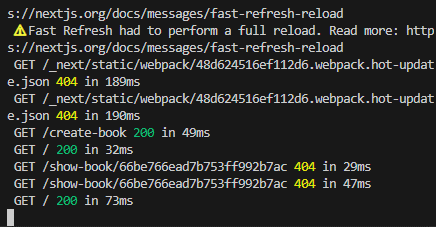 s://nextjs.org/docs/messages/fast-refresh-reload
⚠Fast Refresh had to perform a full reload. Read more: http
s://nextjs.org/docs/messages/fast-refresh-reload
GET /_next/static/webpack/48d624516ef112d6.webpack.hot-updat
e.json 404 in 189ms
GET /_next/static/webpack/48d624516ef112d6.webpack.hot-updat
e.json 404 in 190ms
GET /create-book 200 in 49ms
GET / 200 in 32ms
GET /show-book/66be766ead7b753ff992b7ac 404 in 29ms
GET /show-book/66be766ead7b753ff992b7ac 404 in 47ms
GET / 200 in 73ms